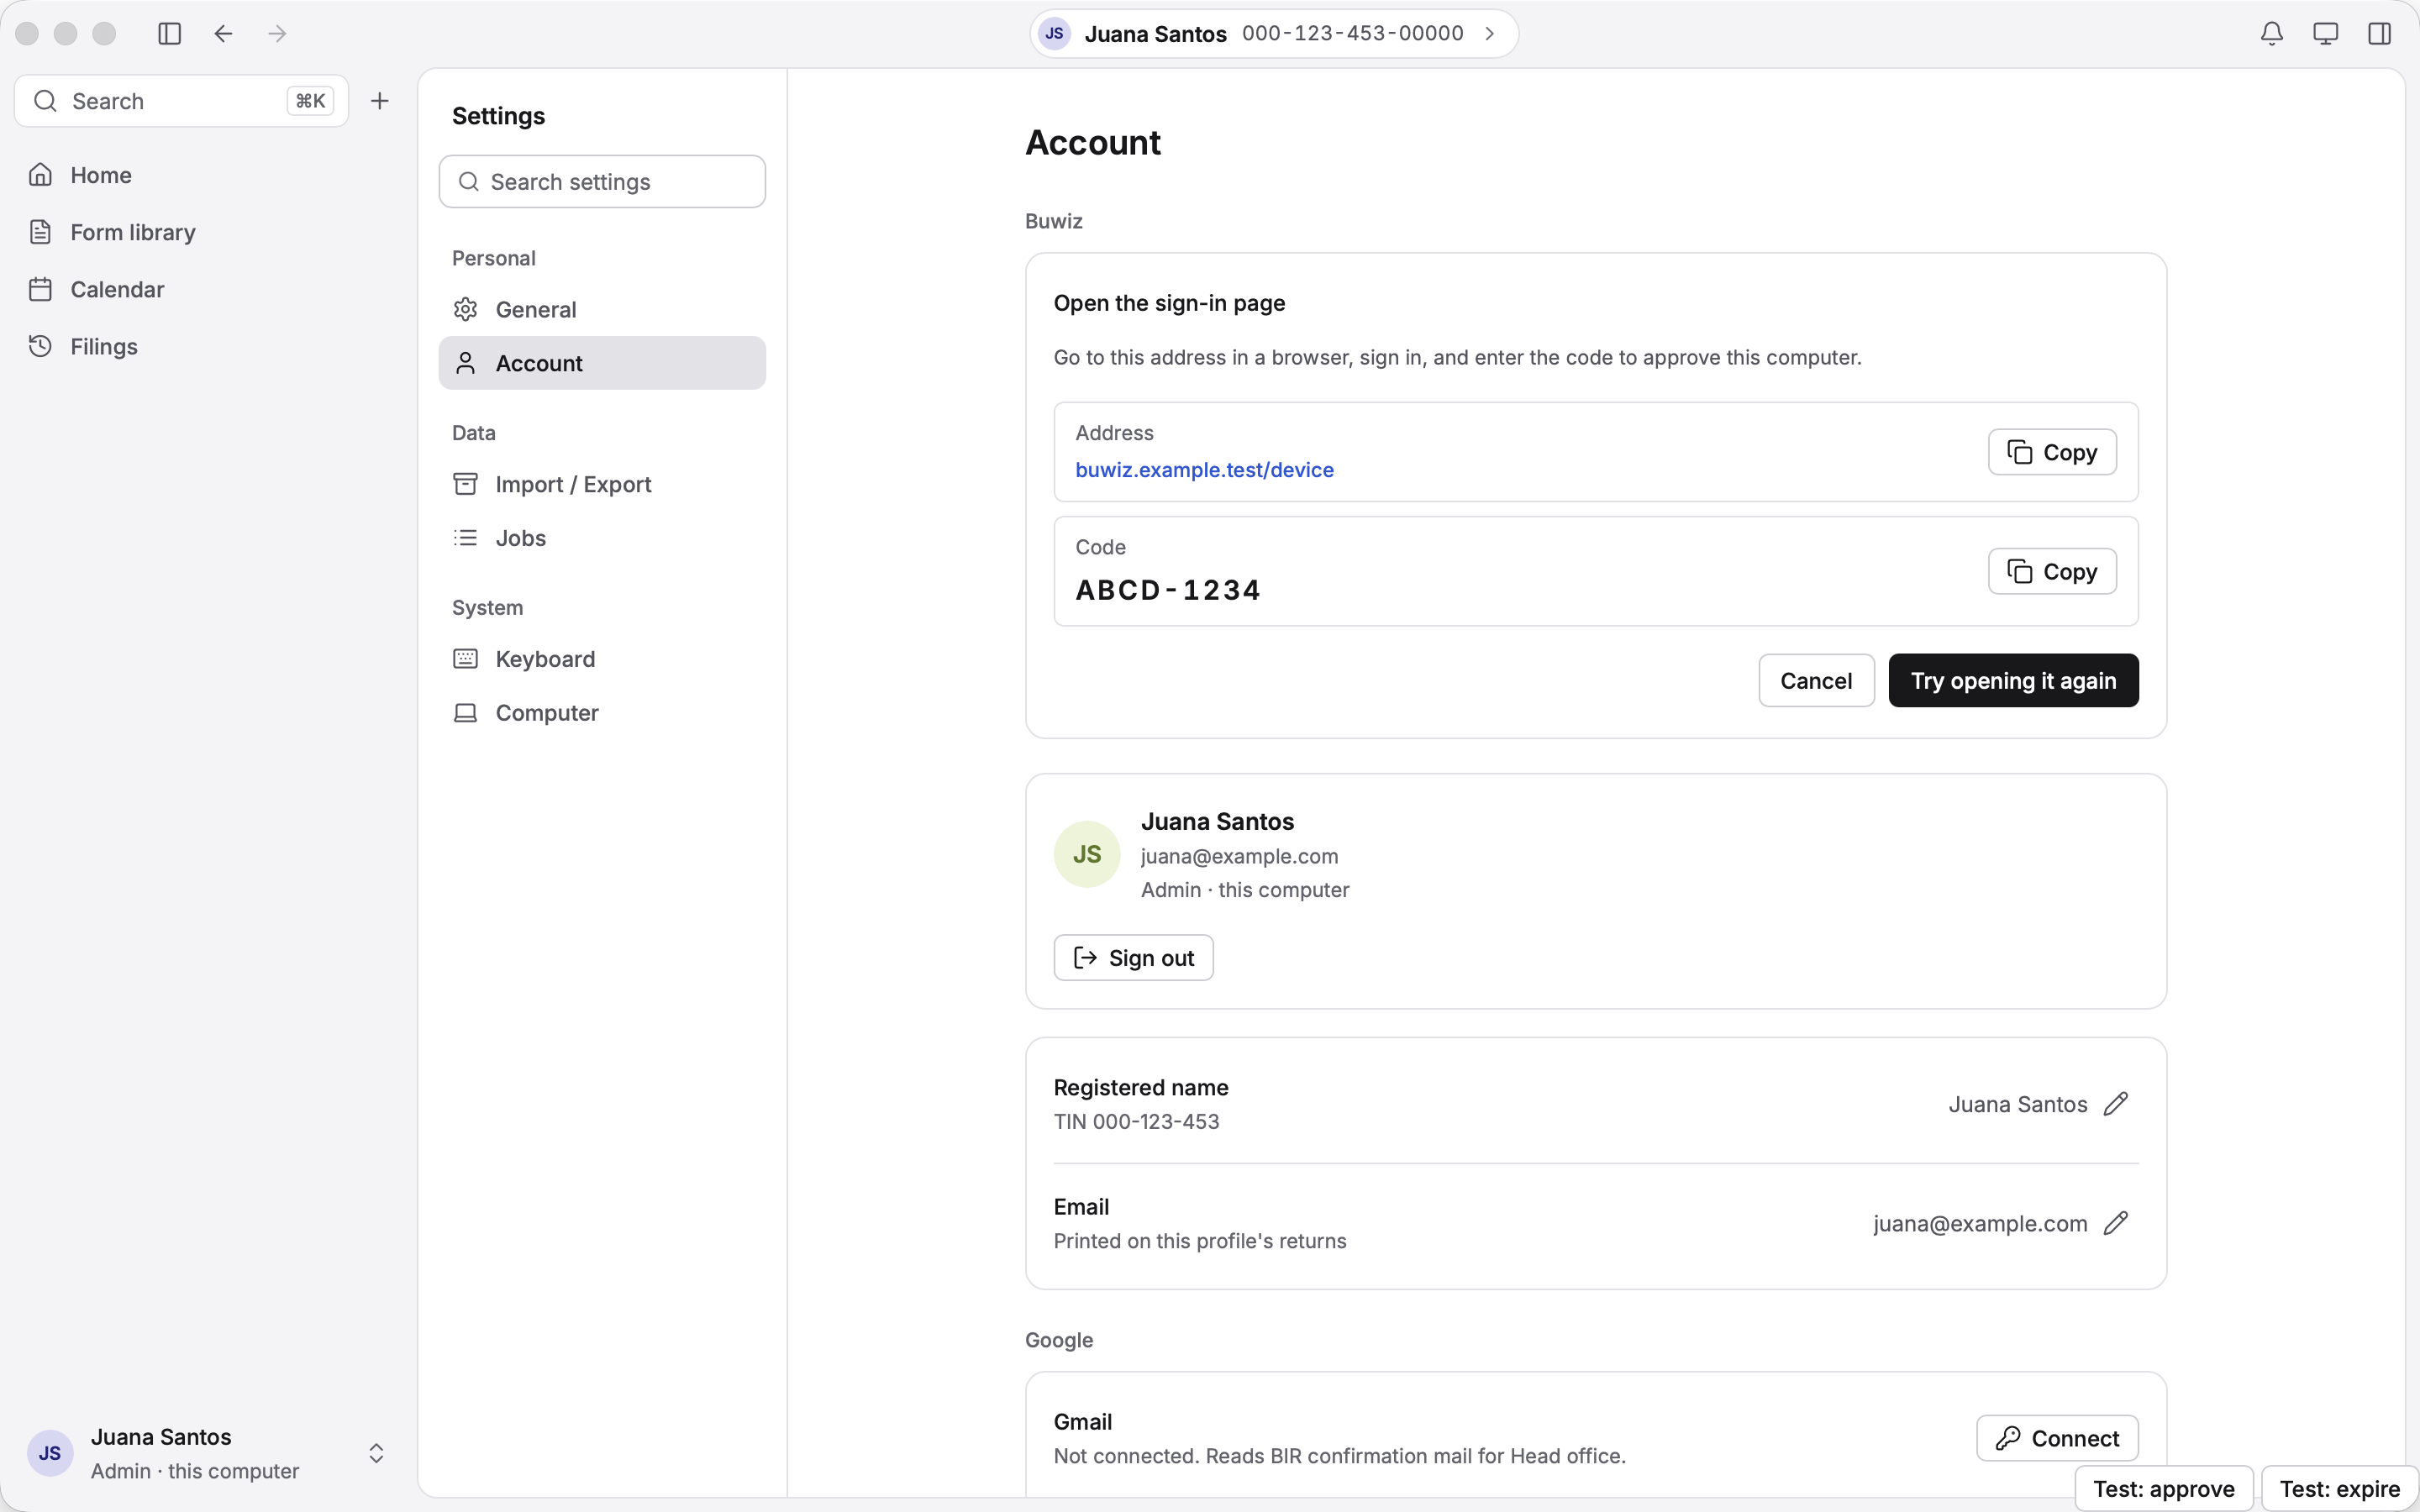 JS Juana Santos 000-123-453-00000
Search ⌘K
Home
Form library
Calendar
Filings
JS Juana Santos
Admin · this computer
Settings
Search settings
Personal
General
Account
Data
Import / Export
Jobs
System
Keyboard
Computer
Account
Buwiz
Open the sign-in page
Go to this address in a browser, sign in, and enter the code to approve this computer.
Address
buwiz.example.test/device
Copy
Code
ABCD-1234
Copy
Cancel
Try opening it again
JS
Juana Santos
juana@example.com
Admin · this computer
Sign out
Registered name
TIN 000-123-453
Juana Santos
Email
Printed on this profile's returns
juana@example.com
Google
Gmail
Not connected. Reads BIR confirmation mail for Head office.
Connect
Test: approve
Test: expire